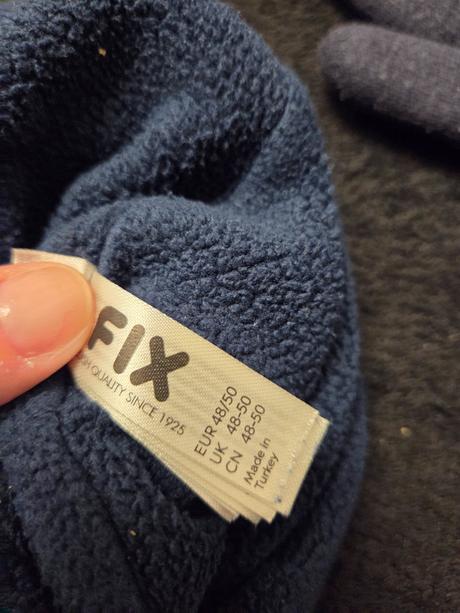 FIX
QUALITY SINCE 1925
EUR 48/50
UK 48-50
CN 48-50
Made in
Turkey